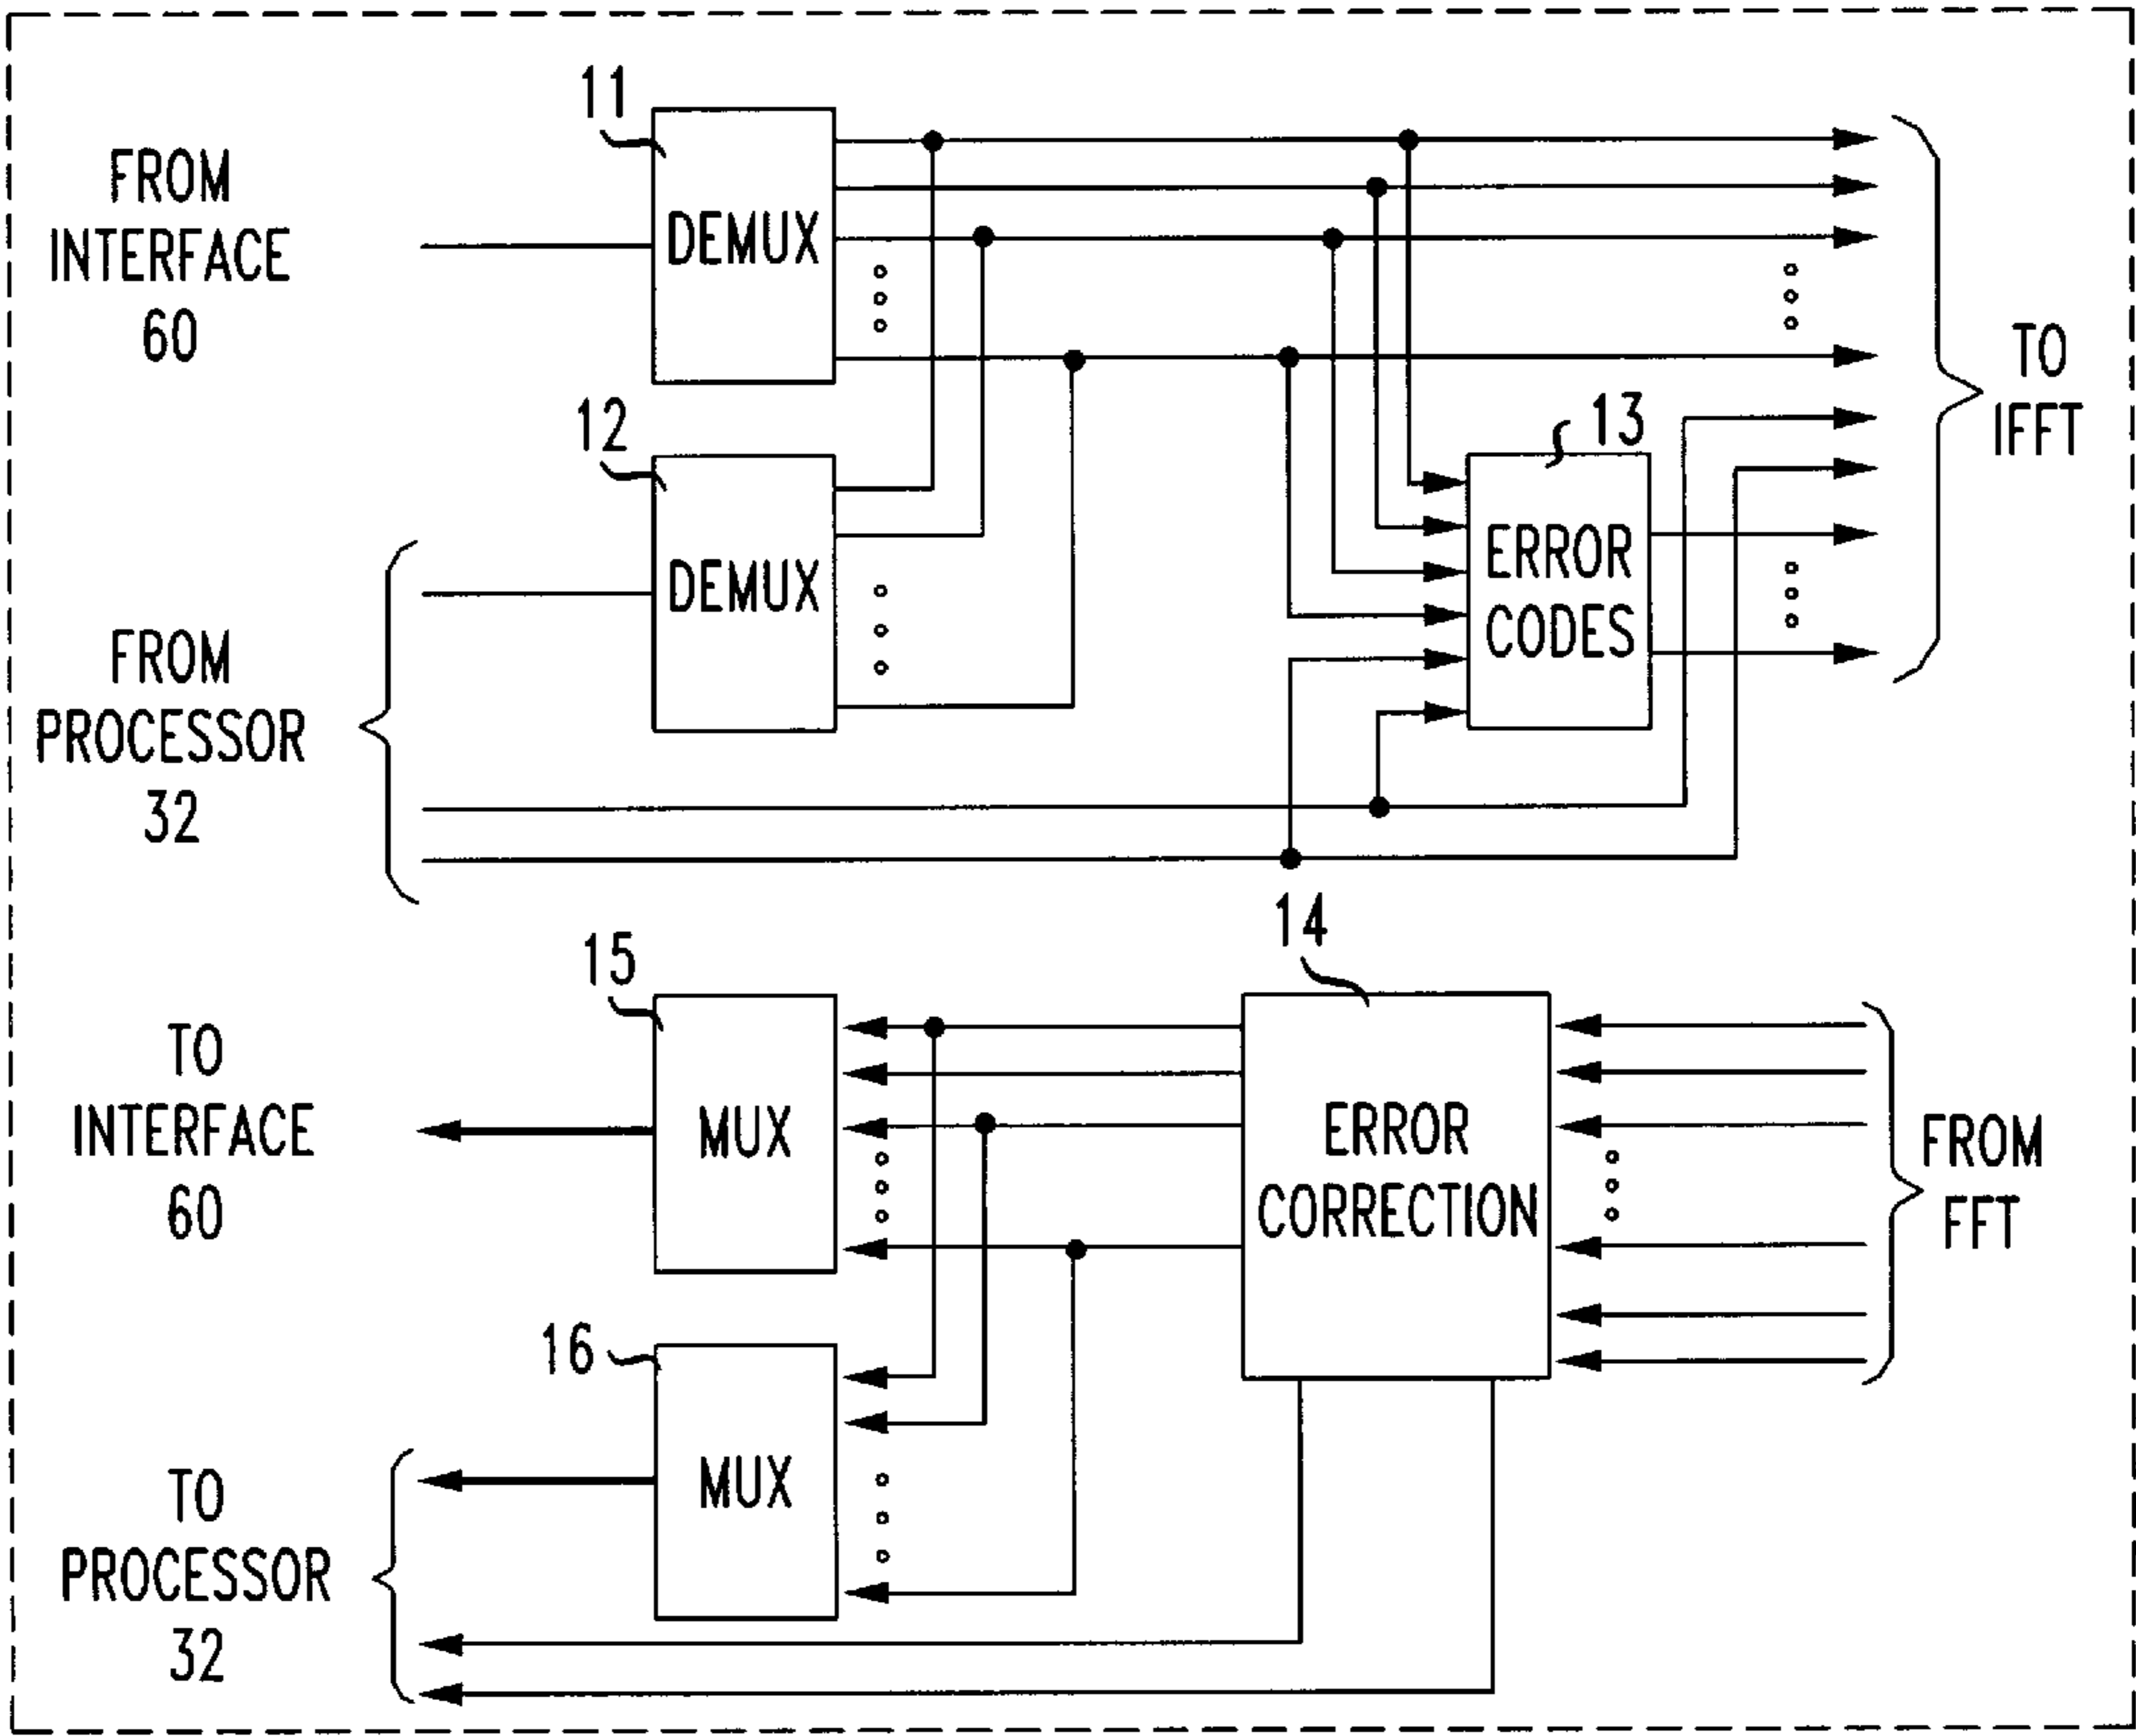 11
FROM
INTERFACE
60
DEMUX
TO
IFFT
12
13
DEMUX
ERROR
CODES
FROM
PROCESSOR
32
14
15
TO
INTERFACE
60
MUX
ERROR
CORRECTION
FROM
FFT
16
MUX
TO
PROCESSOR
32